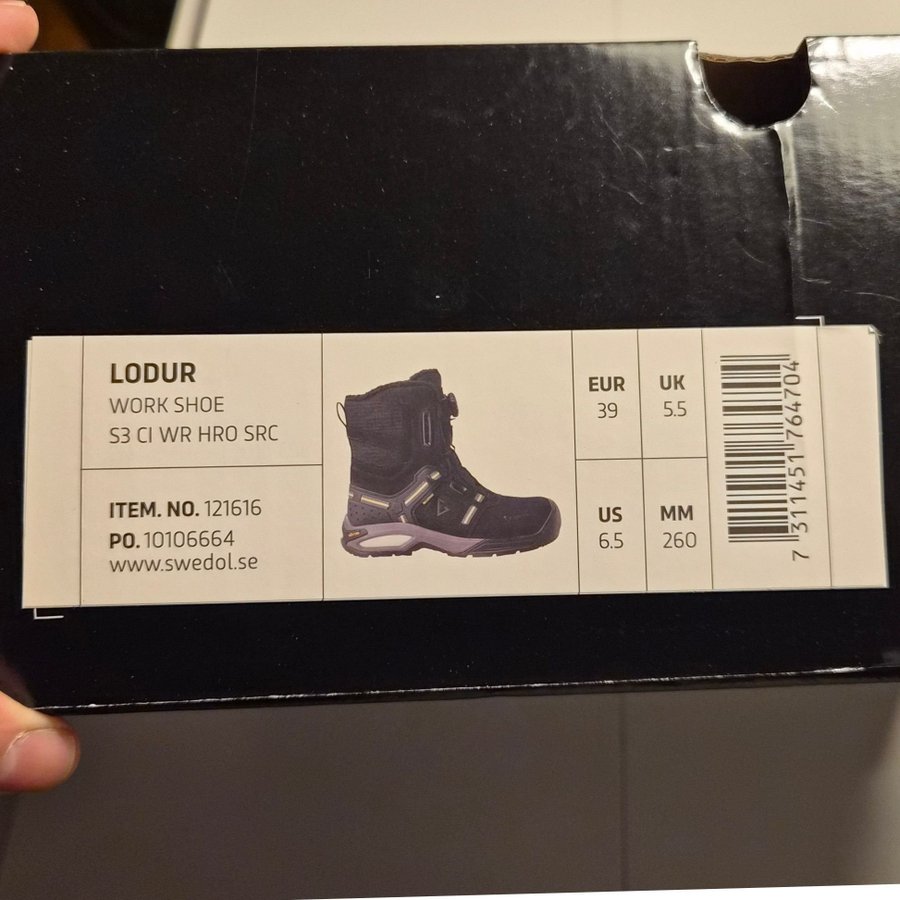 LODUR
WORK SHOE
S3 CI WR HRO SRC
ITEM. NO. 121616
PO. 10106664
www.swedol.se
EUR
39
UK
5.5
US
6.5
MM
260
7 311451 764704